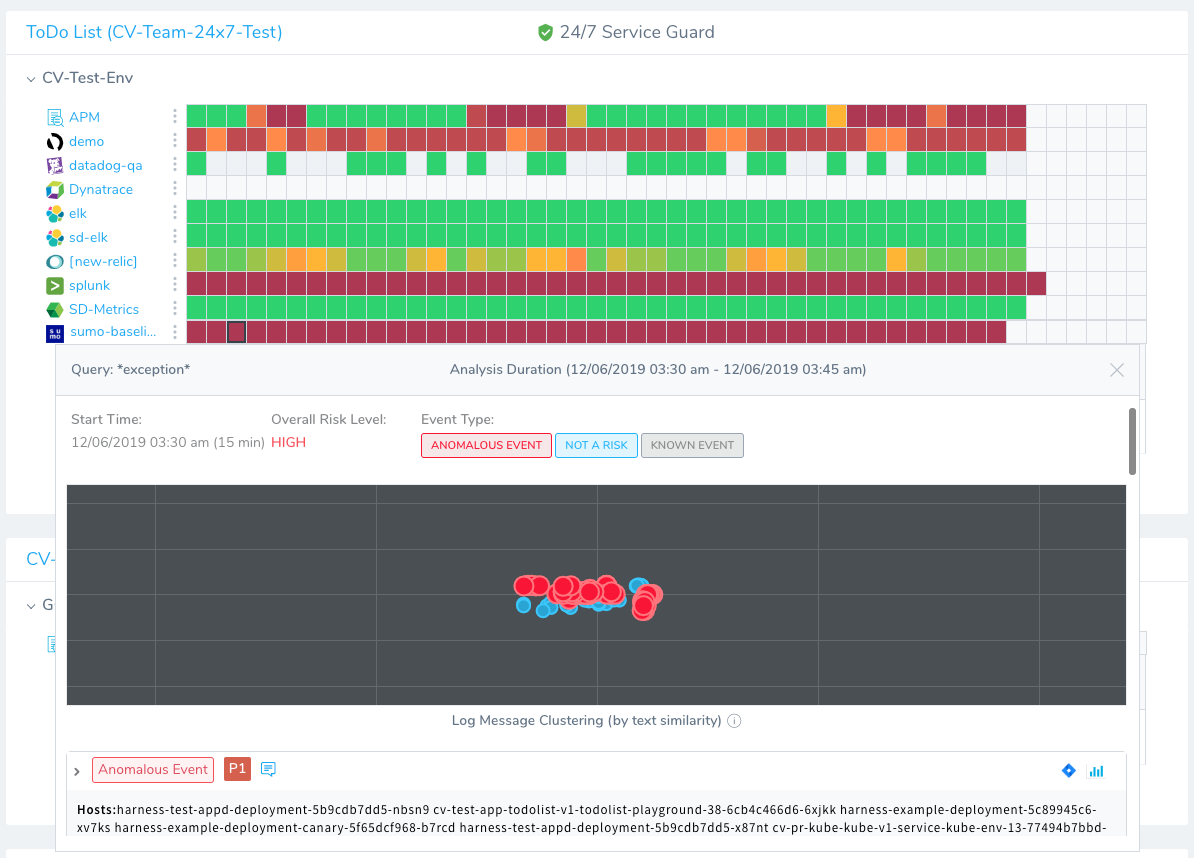 ToDo List (CV-Team-24x7-Test)
24/7 Service Guard
CV-Test-Env
APM
demo
datadog-qa
Dynatrace
elk
sd-elk
[new-relic]
splunk
SD-Metrics
su
mo
sumo-baseli...
Query: *exception*
Analysis Duration (12/06/2019 03:30 am - 12/06/2019 03:45 am)
Start Time:
Overall Risk Level:
Event Type:
12/06/2019 03:30 am (15 min)
HIGH
ANOMALOUS EVENT
NOT A RISK
KNOWN EVENT
CV-
G
Log Message Clustering (by text similarity)
Anomalous Event
P1
Hosts:harness-test-appd-deployment-5b9cdb7dd5-nbsn9 cv-test-app-todolist-v1-todolist-playground-38-6cb4c466d6-6xjkk harness-example-deployment-5c89945c6-
xv7ks harness-example-deployment-canary-5f65dcf968-b7rcd harness-test-appd-deployment-5b9cdb7dd5-x87nt cv-pr-kube-kube-v1-service-kube-env-13-77494b7bbd-